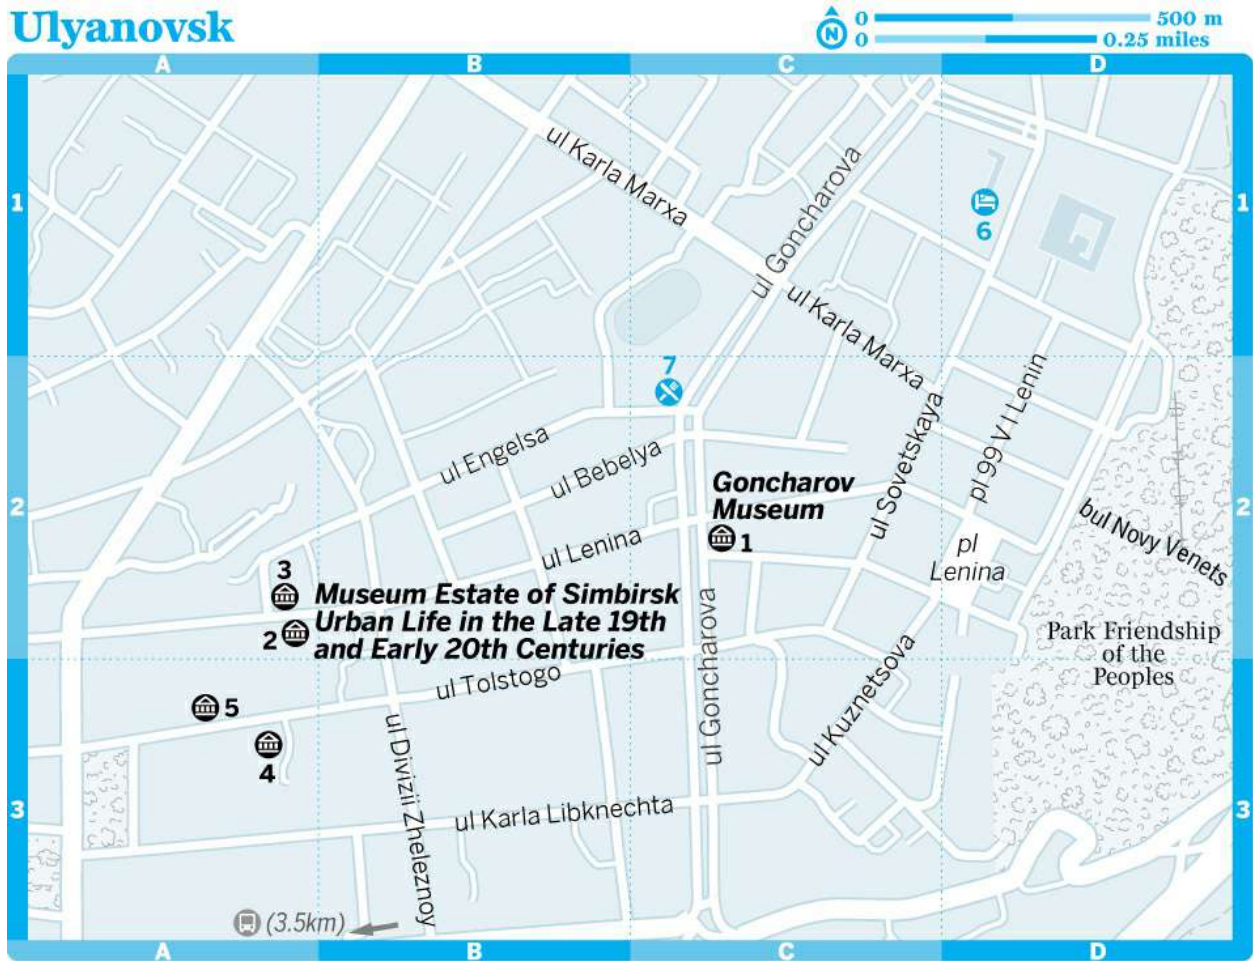 Ulyanovsk
N
0 500 m
0 0.25 miles
A B C D
1 1
ul Karla Marxa
ul Goncharova
6
ul Karla Marxa
7
ul Engelsa
ul Bebelya
ul Sovetskaya
pl 99 V I Lenin
2 2
Goncharov
Museum
1
ul Lenina
pl
Lenina
bul Novy Venets
3
Museum Estate of Simbirsk
Urban Life in the Late 19th
and Early 20th Centuries
2
Park Friendship
of the
Peoples
ul Tolstogo
ul Goncharova
ul Kuznetsova
5
4
ul Divizii Zheleznoy
3 3
ul Karla Libknechta
(3.5km)
A B C D